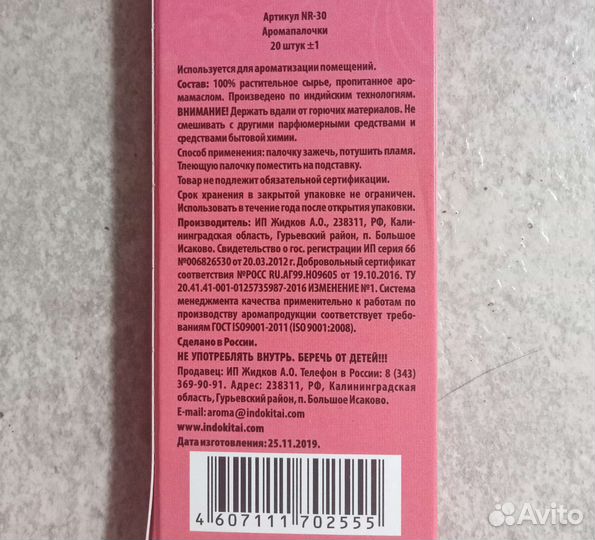 Артикул NR-30
Аромапалочки
20 штук ±1
Используется для ароматизации помещений.
Состав: 100% растительное сырье, пропитанное аро-
мамаслом. Произведено по индийским технологиям.
ВНИМАНИЕ! Держать вдали от горючих материалов. Не
смешивать с другими парфюмерными средствами и
средствами бытовой химии.
Способ применения: палочку зажечь, потушить пламя.
Тлеющую палочку поместить на подставку.
Товар не подлежит обязательной сертификации.
Срок хранения в закрытой упаковке не ограничен.
Использовать в течение года после открытия упаковки.
Производитель: ИП Жидков А.О., 238311, РФ, Кали-
нинградская область, Гурьевский район, п. Большое
Исаково. Свидетельство о гос. регистрации ИП серия 66
№006826530 от 20.03.2012 г. Добровольный сертификат
соответствия №РОСС RU.АГ99.Н09605 от 19.10.2016. ТУ
20.41.41-001-0125735987-2016 ИЗМЕНЕНИЕ №1. Система
менеджмента качества применительно к работам по
производству аромапродукции соответствует требо-
ваниям ГОСТ ISO9001-2011 (ISO 9001:2008).
Сделано в России.
НЕ УПОТРЕБЛЯТЬ ВНУТРЬ. БЕРЕЧЬ ОТ ДЕТЕЙ!!!
Продавец: ИП Жидков А.О. Телефон в России: 8 (343)
369-90-91. Адрес: 238311, РФ, Калининградская
область, Гурьевский район, п. Большое Исаково.
E-mail: aroma@indokitai.com
www.indokitai.com
Дата изготовления: 25.11.2019.
4 607111 702555
Avito